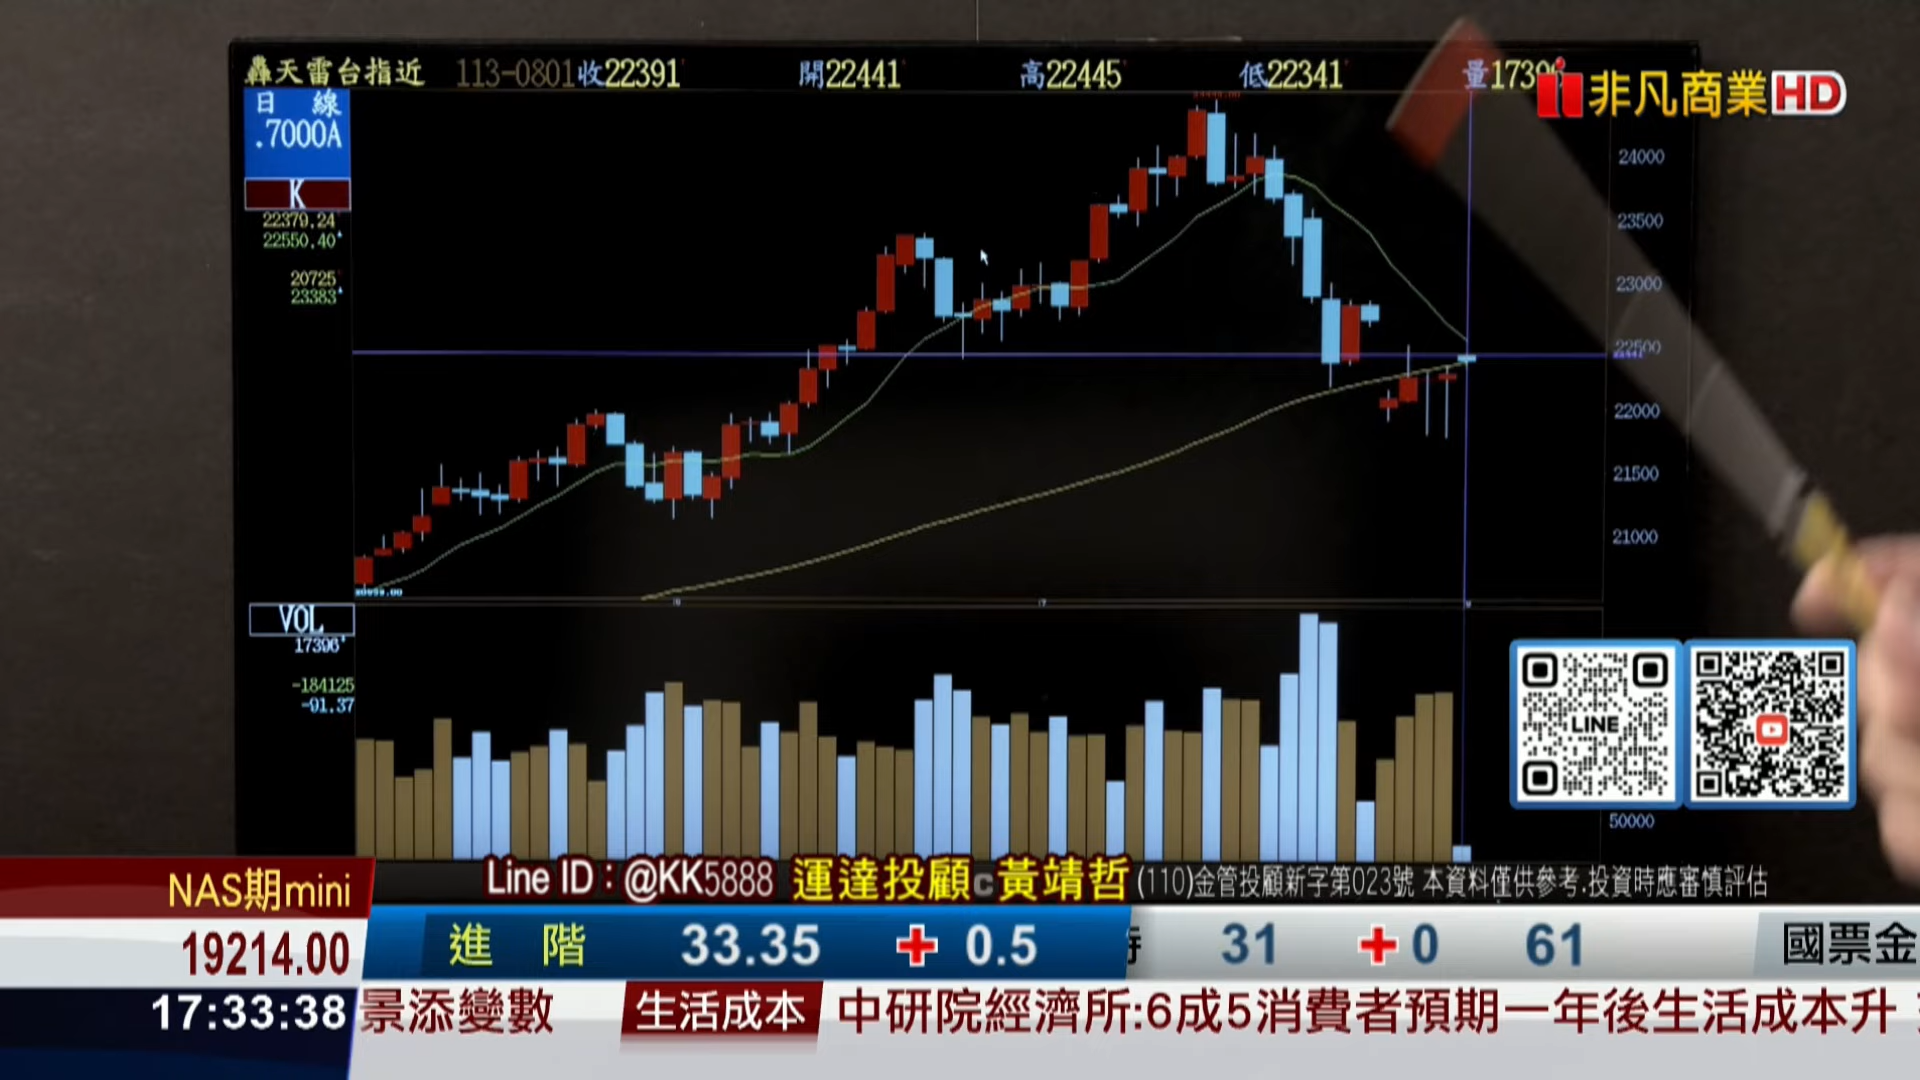 轟天雷台指近 113-0801收22391 開22441 高22445 低22341 量17396
非凡商業HD
日 線
.7000A
K
22379.24
22550.40
20725
23383
24000
23500
23000
22500
22000
21500
21000
VOL
17396
-184125
-91.37
LINE
50000
NAS期mini
19214.00
17:33:38
Line ID：@KK5888 運達投顧 黃靖哲 (110)金管投顧新字第023號 本資料僅供參考.投資時應審慎評估
進 階 33.35 + 0.5 31 + 0 61 國票金
景添變數 生活成本 中研院經濟所:6成5消費者預期一年後生活成本升